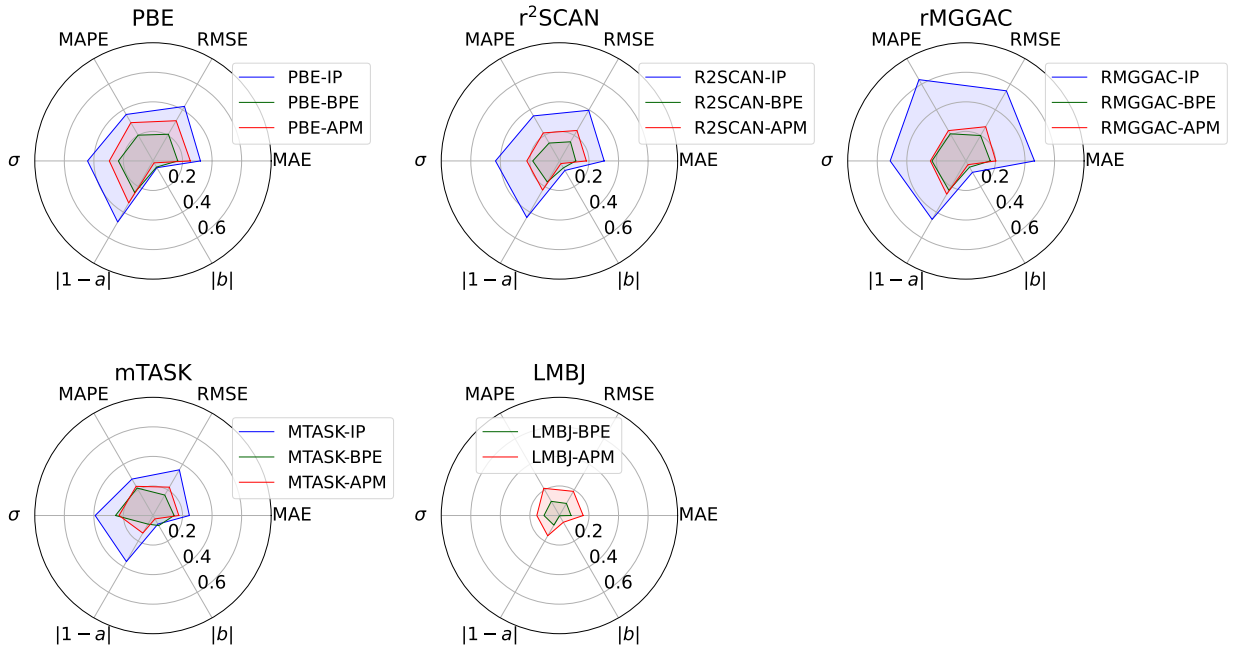 PBE
MAPE
RMSE
PBE-IP
PBE-BPE
PBE-APM
σ
MAE
0.2
0.4
0.6
|1 − a|
|b|
r²SCAN
MAPE
RMSE
R2SCAN-IP
R2SCAN-BPE
R2SCAN-APM
σ
MAE
0.2
0.4
0.6
|1 − a|
|b|
rMGGAC
MAPE
RMSE
RMGGAC-IP
RMGGAC-BPE
RMGGAC-APM
σ
MAE
0.2
0.4
0.6
|1 − a|
|b|
mTASK
MAPE
RMSE
MTASK-IP
MTASK-BPE
MTASK-APM
σ
MAE
0.2
0.4
0.6
|1 − a|
|b|
LMBJ
MAPE
RMSE
LMBJ-BPE
LMBJ-APM
σ
MAE
0.2
0.4
0.6
|1 − a|
|b|